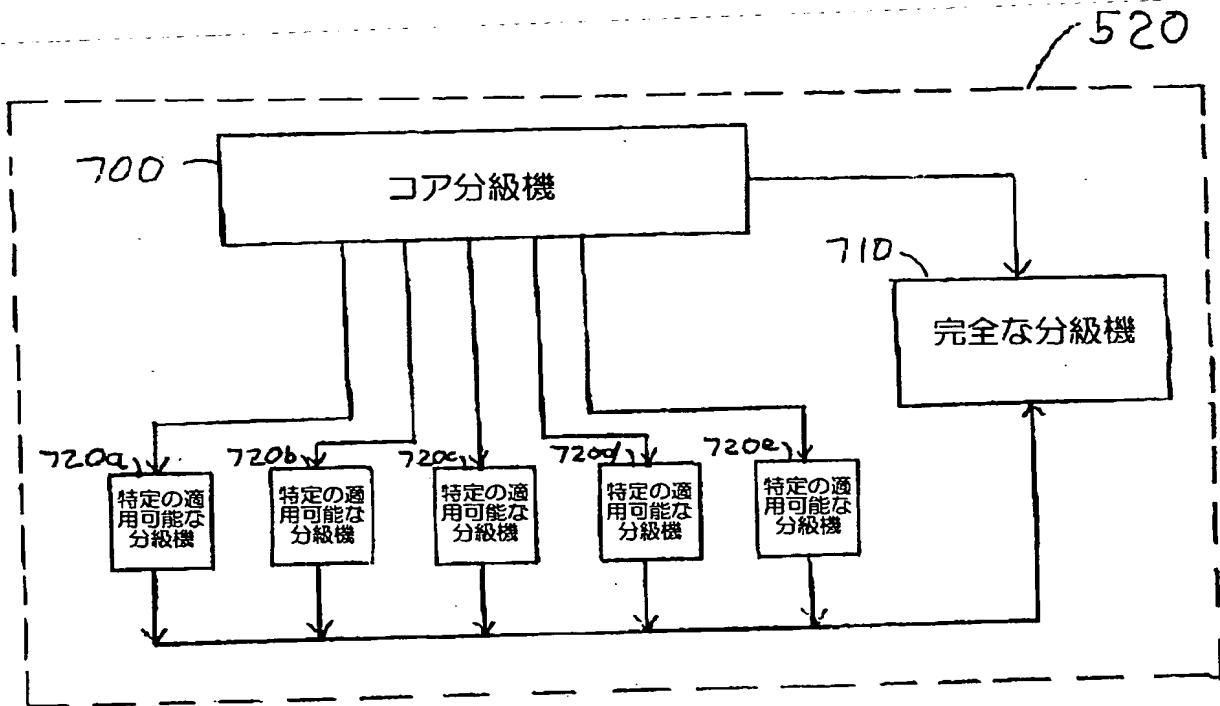 520
700
コア分級機
710
完全な分級機
720a
720b
720c
720d
720e
特定の適
用可能な
分級機
特定の適
用可能な
分級機
特定の適
用可能な
分級機
特定の適
用可能な
分級機
特定の適
用可能な
分級機